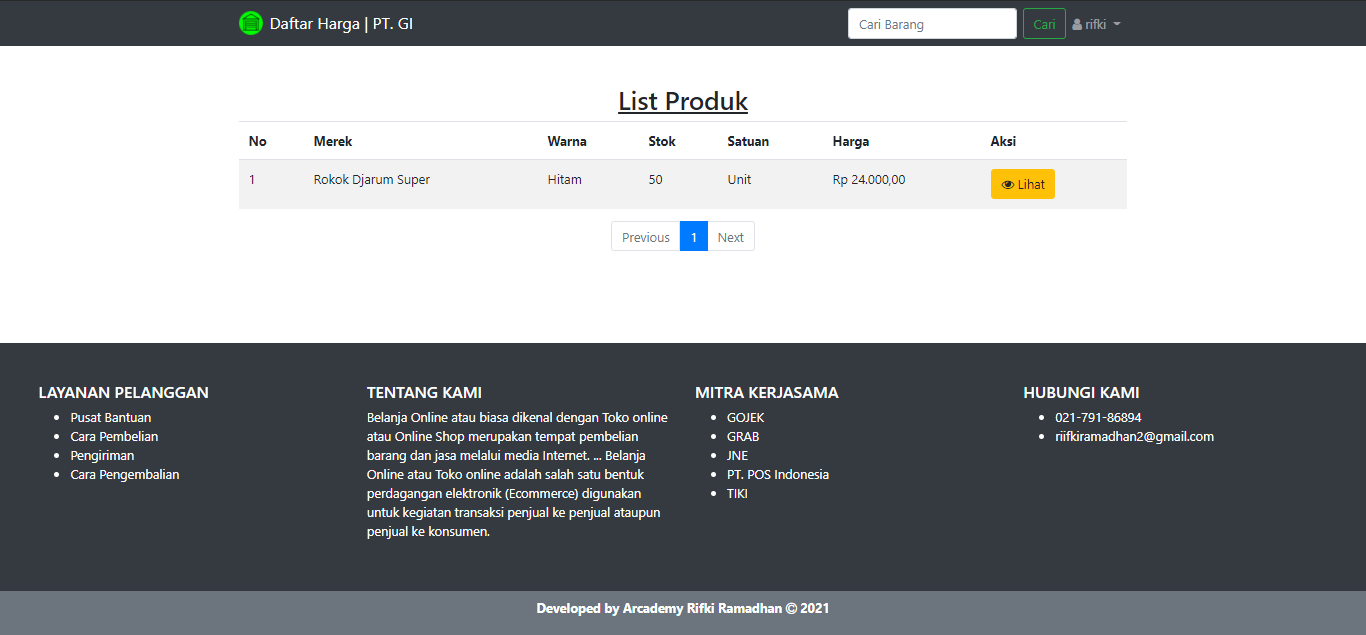 Daftar Harga | PT. GI
Cari Barang
Cari
rifki
List Produk
No Merek Warna Stok Satuan Harga Aksi
1 Rokok Djarum Super Hitam 50 Unit Rp 24.000,00 Lihat
Previous 1 Next
LAYANAN PELANGGAN
Pusat Bantuan
Cara Pembelian
Pengiriman
Cara Pengembalian
TENTANG KAMI
Belanja Online atau biasa dikenal dengan Toko online
atau Online Shop merupakan tempat pembelian
barang dan jasa melalui media Internet. ... Belanja
Online atau Toko online adalah salah satu bentuk
perdagangan elektronik (Ecommerce) digunakan
untuk kegiatan transaksi penjual ke penjual ataupun
penjual ke konsumen.
MITRA KERJASAMA
GOJEK
GRAB
JNE
PT. POS Indonesia
TIKI
HUBUNGI KAMI
021-791-86894
riifkiramadhan2@gmail.com
Developed by Arcademy Rifki Ramadhan © 2021